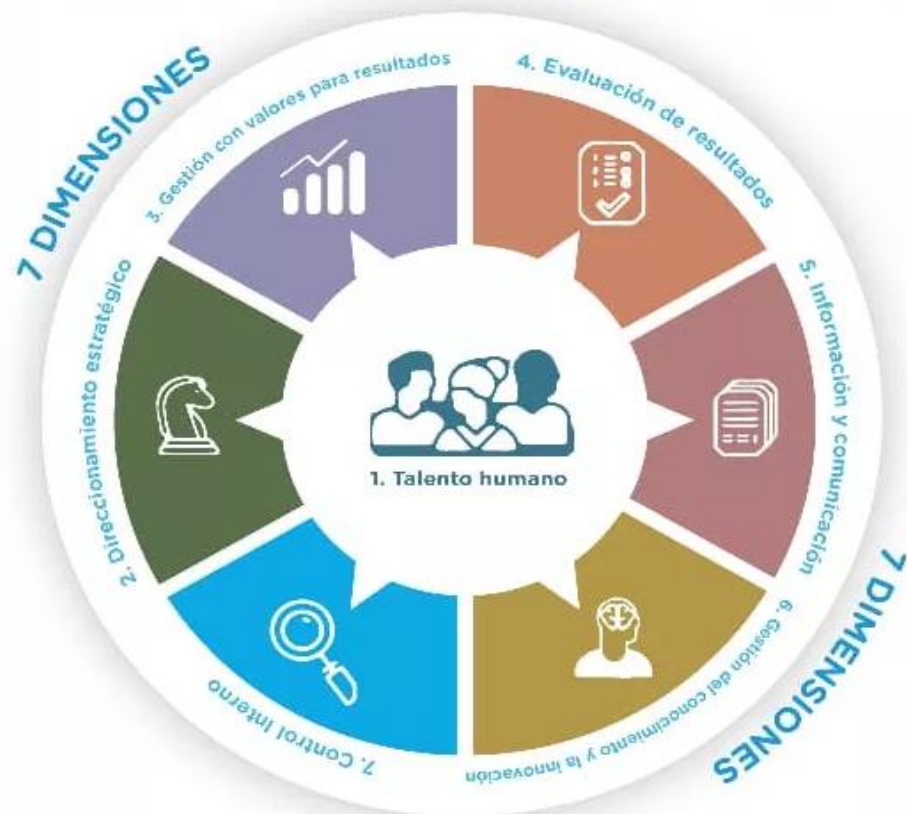 7 DIMENSIONES
1. Talento humano
2. Direccionamiento estratégico
3. Gestión con valores para resultados
4. Evaluación de resultados
5. Información y comunicación
6. Gestión del conocimiento y la innovación
7. Control Interno
7 DIMENSIONES